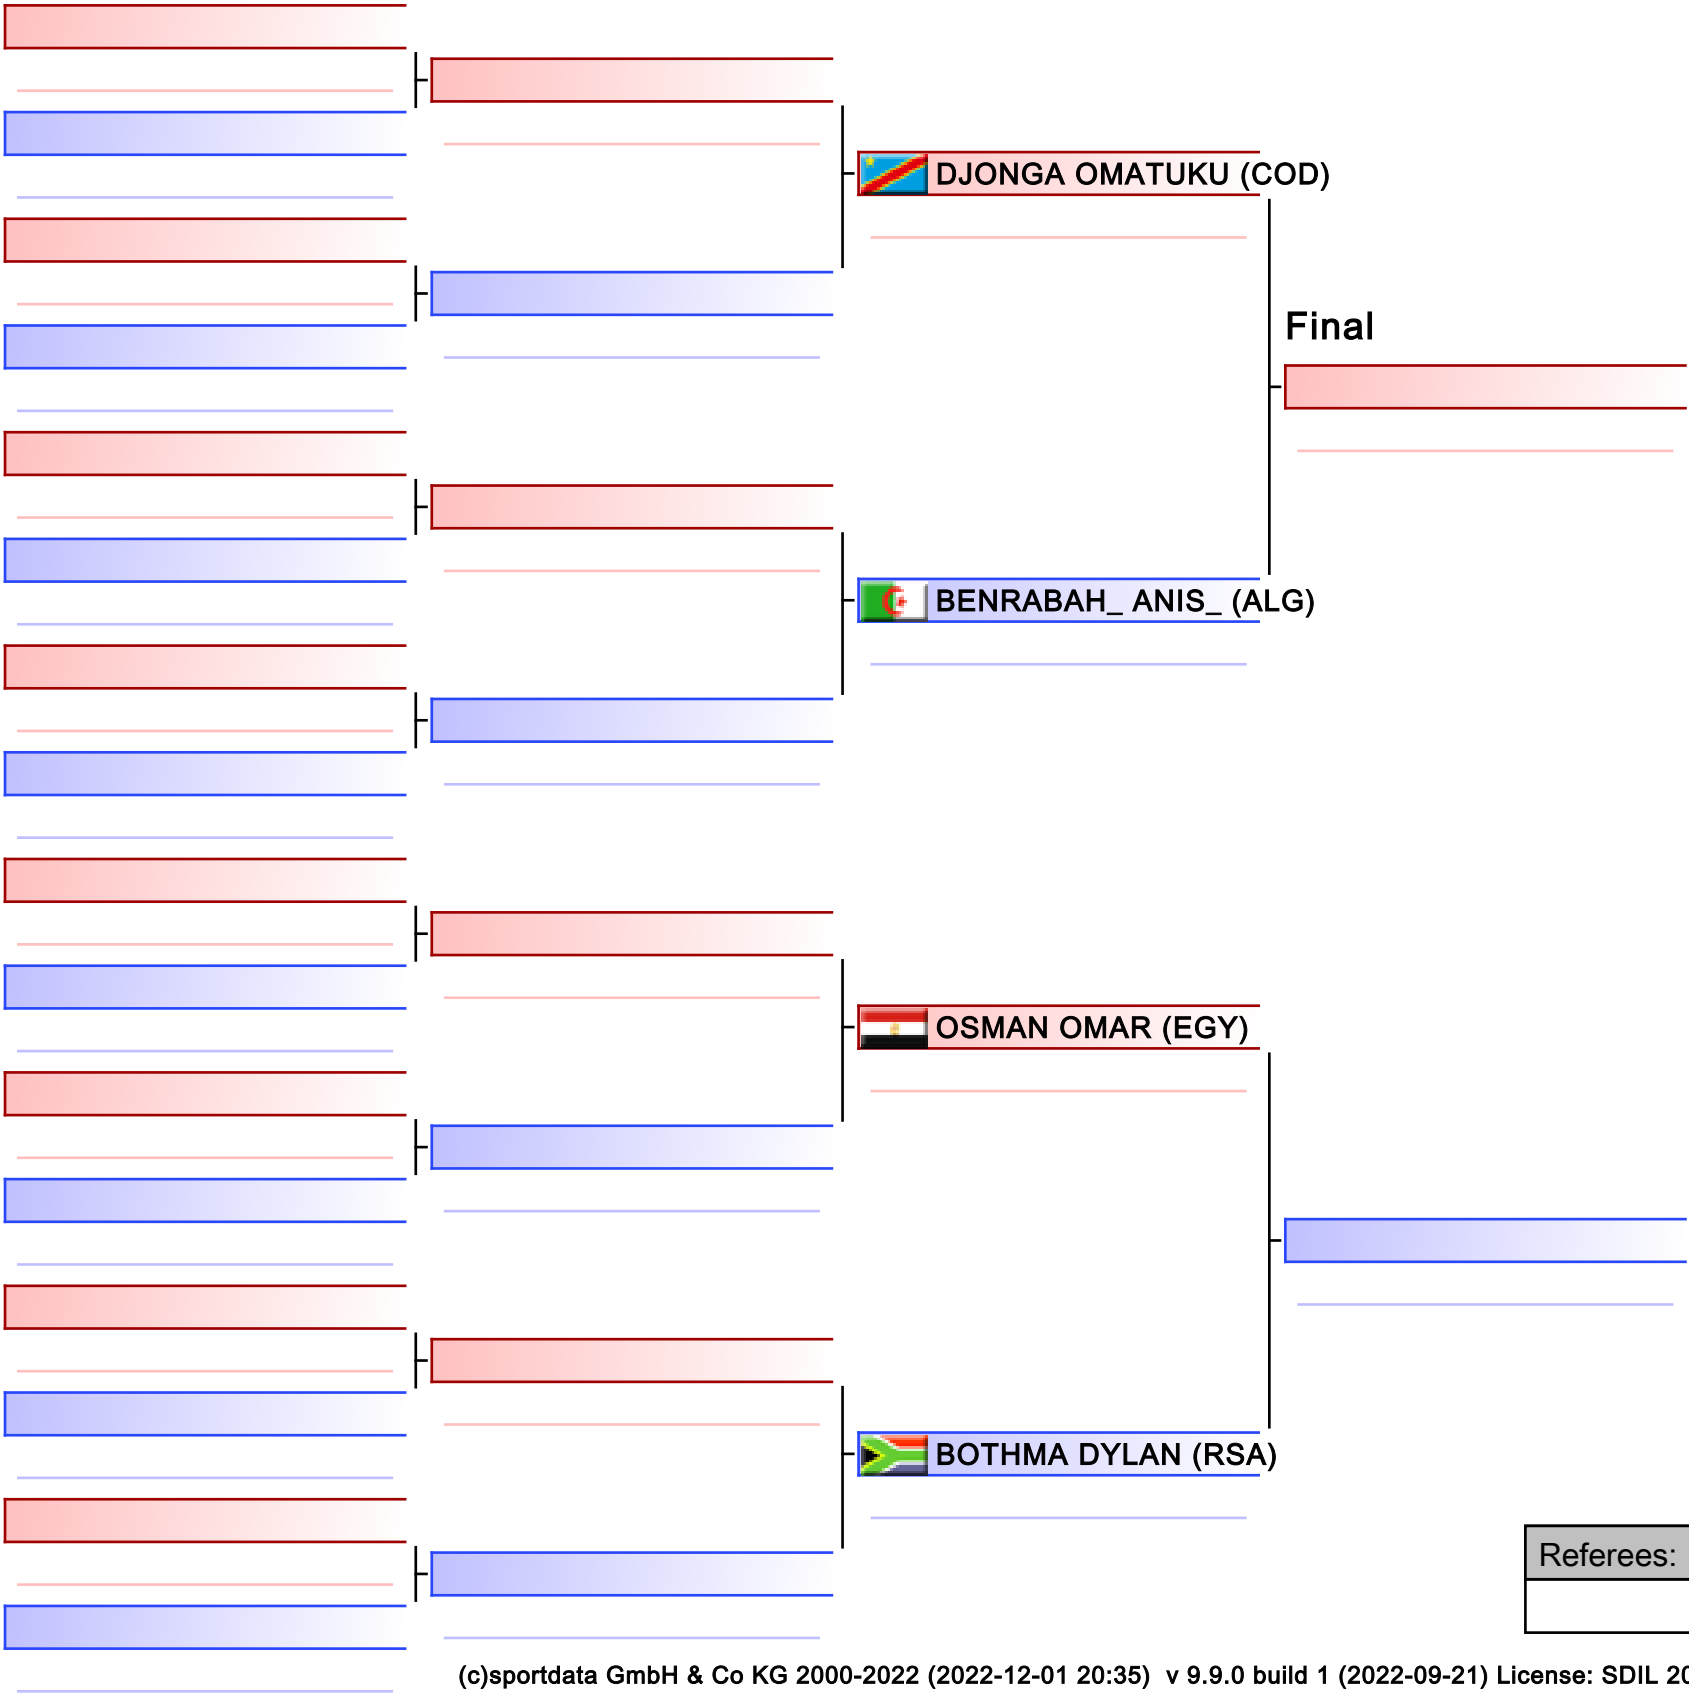 DJONGA OMATUKU (COD)
Final
BENRABAH_ ANIS_ (ALG)
OSMAN OMAR (EGY)
BOTHMA DYLAN (RSA)
Referees:
(c)sportdata GmbH & Co KG 2000-2022 (2022-12-01 20:35) v 9.9.0 build 1 (2022-09-21) License: SDIL 20